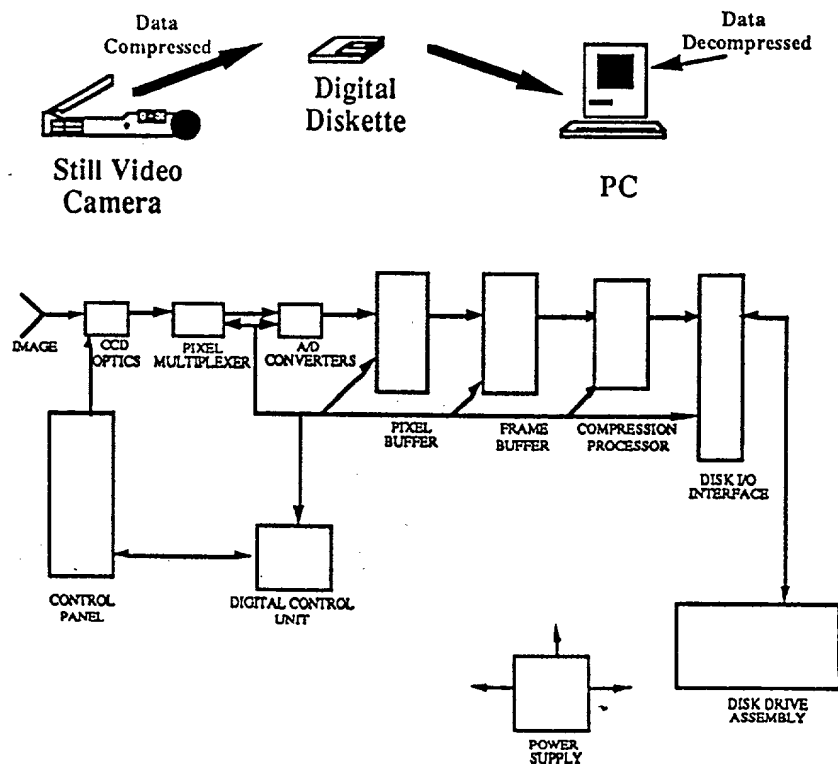 Data
Compressed
Data
Decompressed
Digital
Diskette
Still Video
Camera
PC
IMAGE
CCD
OPTICS
PIXEL
MULTIPLEXER
A/D
CONVERTERS
PIXEL
BUFFER
FRAME
BUFFER
COMPRESSION
PROCESSOR
DISK I/O
INTERFACE
CONTROL
PANEL
DIGITAL CONTROL
UNIT
POWER
SUPPLY
DISK DRIVE
ASSEMBLY